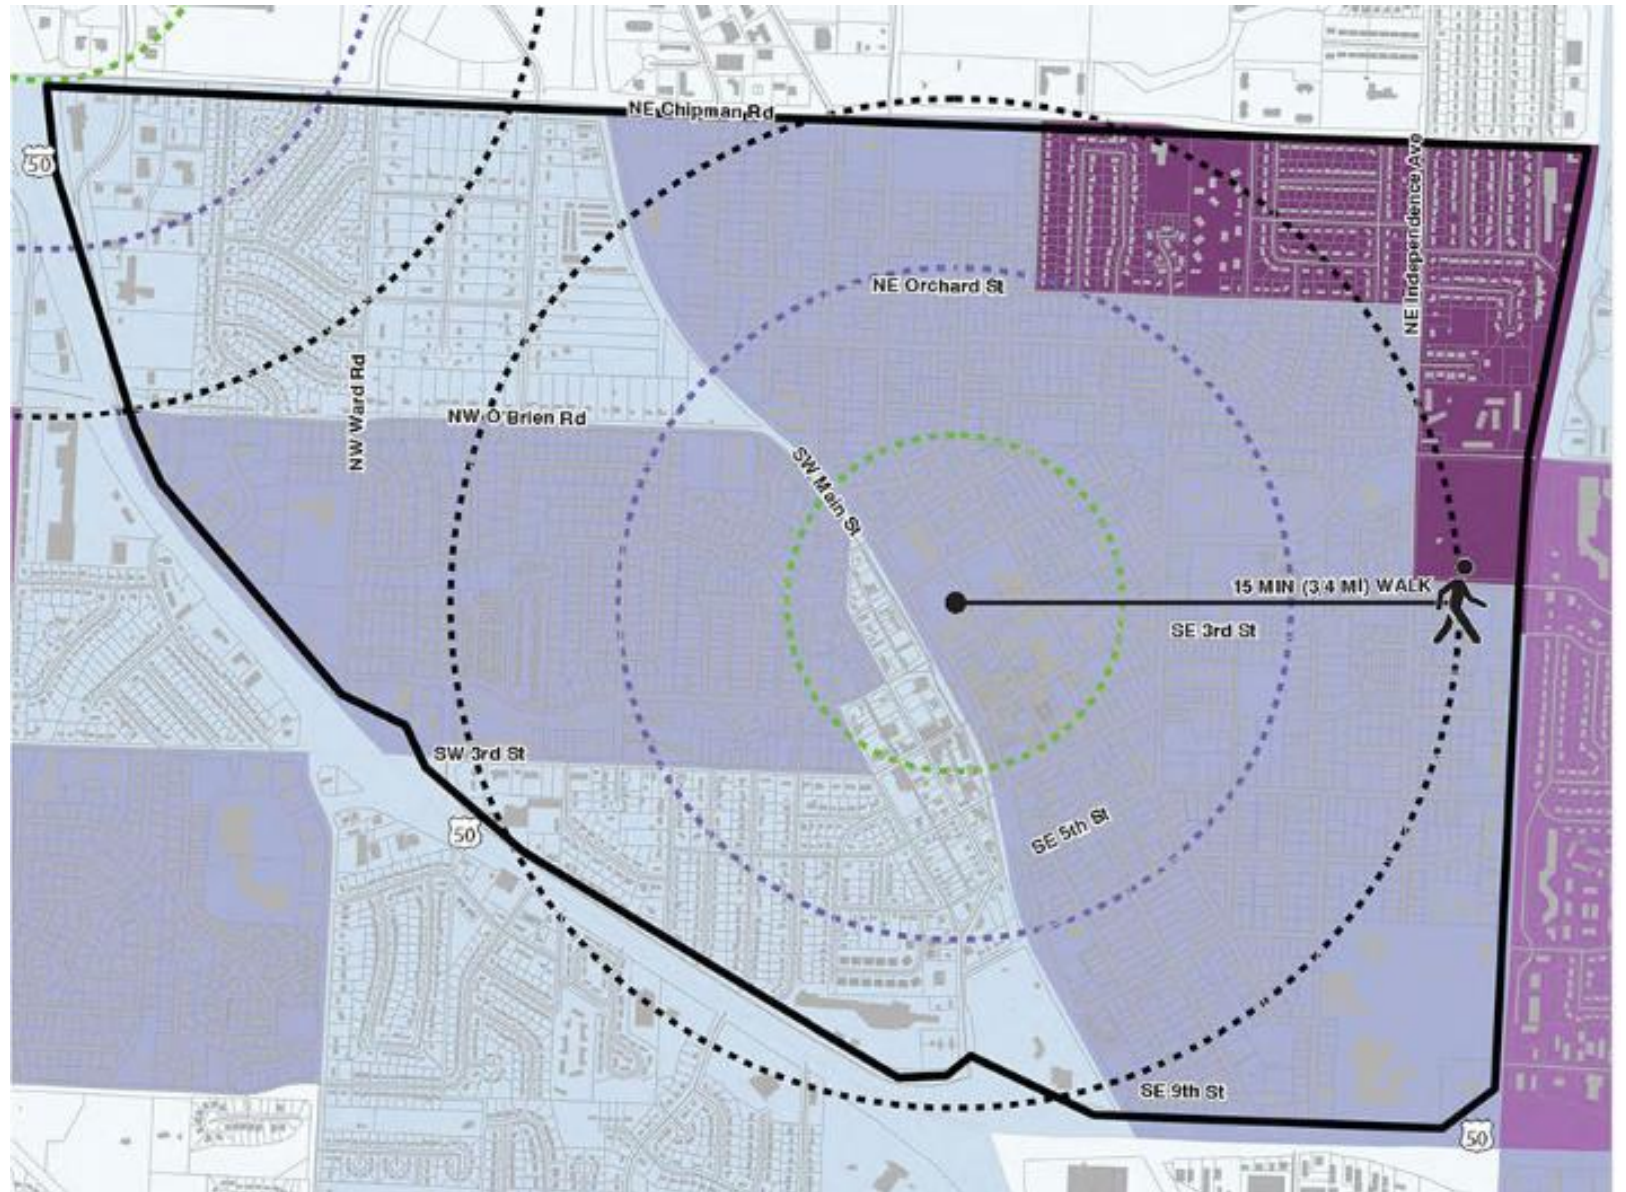 NE Chipman Rd
50
NE Independence Ave
NE Orchard St
NW Ward Rd
NW O'Brien Rd
SW Main St
15 MIN (3/4 MI) WALK
SE 3rd St
SW 3rd St
50
SE 5th St
SE 9th St
50